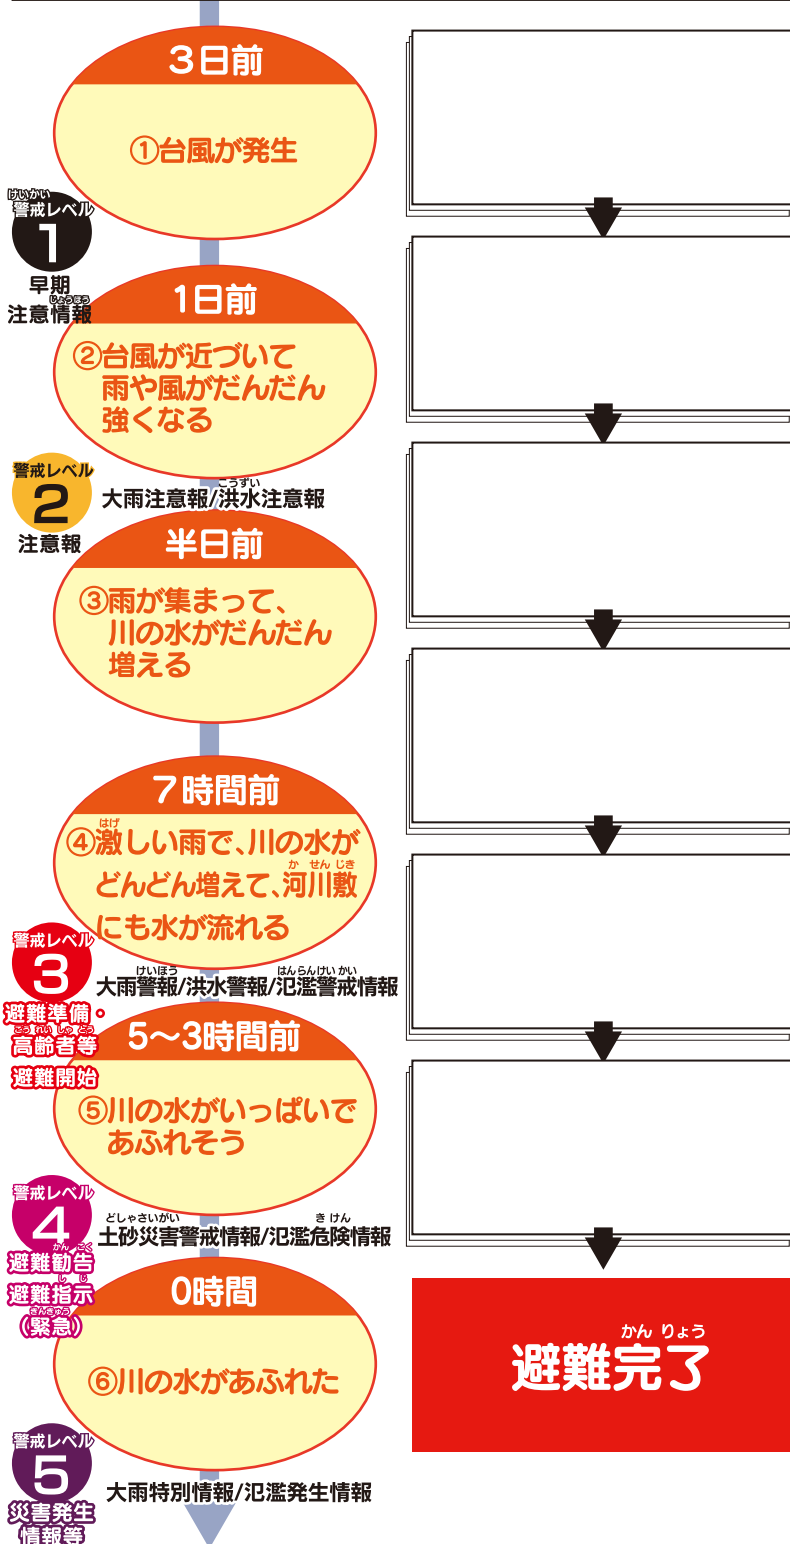 3日前
①台風が発生
けいかい
警戒レベル
1
早期
じょうほう
注意情報
1日前
②台風が近づいて
雨や風がだんだん
強くなる
警戒レベル
2
注意報
こうずい
大雨注意報/洪水注意報
半日前
③雨が集まって、
川の水がだんだん
増える
7時間前
はげ
④激しい雨で、川の水が
か せん じき
どんどん増えて、河川敷
にも水が流れる
警戒レベル
3
避難準備・
こう れい しゃ とう
高齢者等
避難開始
けいほう はんらんけいかい
大雨警報/洪水警報/氾濫警戒情報
5～3時間前
⑤川の水がいっぱいで
あふれそう
警戒レベル
4
かん こく
避難勧告
し じ
避難指示
きんきゅう
（緊急）
どしゃさいがい き けん
土砂災害警戒情報/氾濫危険情報
0時間
⑥川の水があふれた
かん りょう
避難完了
警戒レベル
5
災害発生
情報等
大雨特別情報/氾濫発生情報